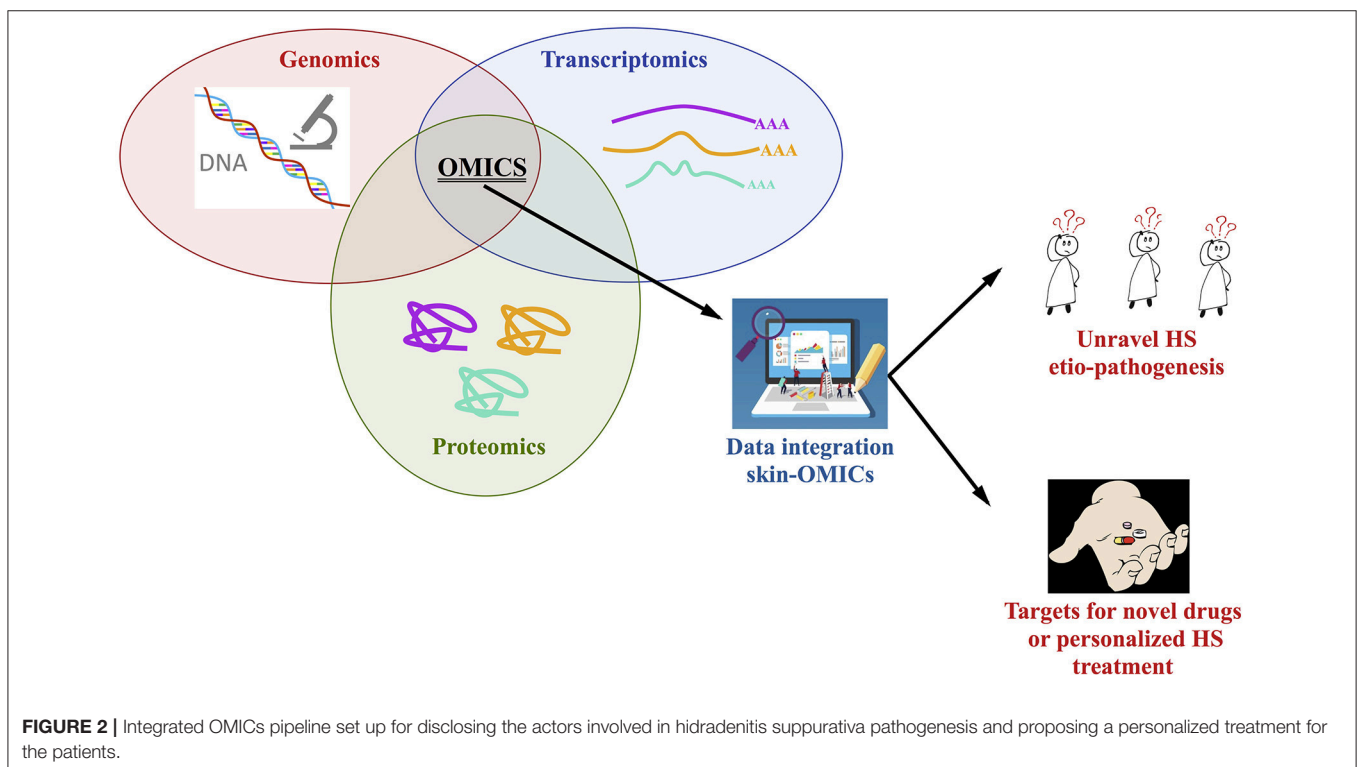 Genomics
Transcriptomics
DNA
AAA
AAA
AAA
OMICS
Proteomics
Data integration
skin-OMICs
???
???
???
Unravel HS
etio-pathogenesis
Targets for novel drugs
or personalized HS
treatment
FIGURE 2 | Integrated OMICs pipeline set up for disclosing the actors involved in hidradenitis suppurativa pathogenesis and proposing a personalized treatment for
the patients.